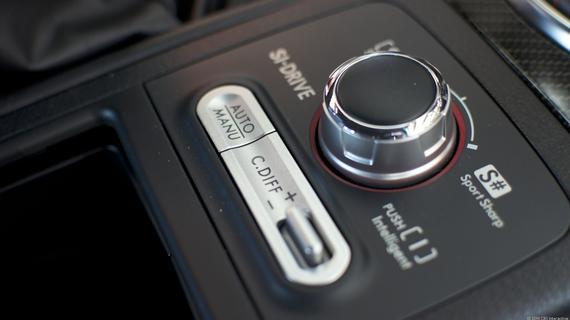 SI-DRIVE
AUTO
MANU
C.DIFF + -
S#
Sport Sharp
PUSH [ I ]
Intelligent